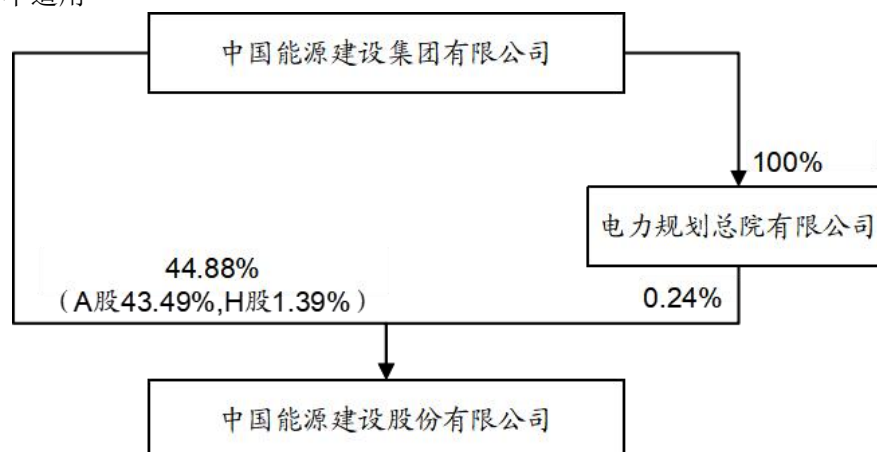 中国能源建设集团有限公司
100%
电力规划总院有限公司
44.88%
（A股43.49%,H股1.39%）
0.24%
中国能源建设股份有限公司